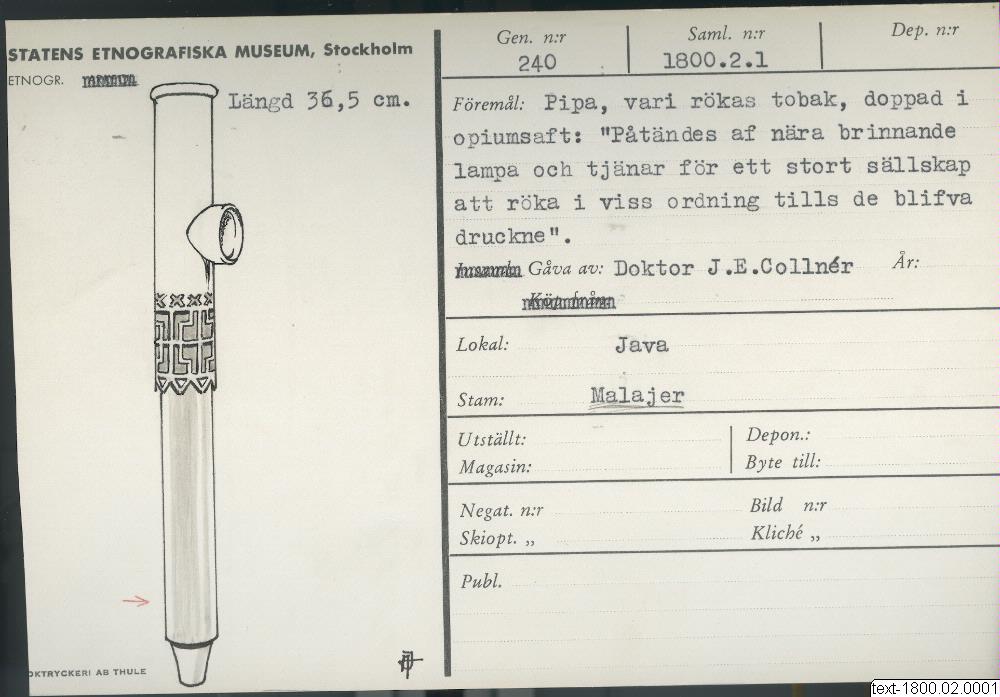 STATENS ETNOGRAFISKA MUSEUM, Stockholm
ETNOGR.
Längd 36,5 cm.
OKTRYCKERI AB THULE
Gen. n:r
240
Saml. n:r
1800.2.1
Dep. n:r
Föremål: Pipa, vari rökas tobak, doppad i
opiumsaft: "Påtändes af nära brinnande
lampa och tjänar för ett stort sällskap
att röka i viss ordning tills de blifva
druckne".
Gåva av: Doktor J.E.Collnér År:
Lokal: Java
Stam: Malajer
Utställt:
Magasin:
Depon.:
Byte till:
Negat. n:r
Skiopt. „
Bild n:r
Kliché „
Publ.
text-1800.02.0001